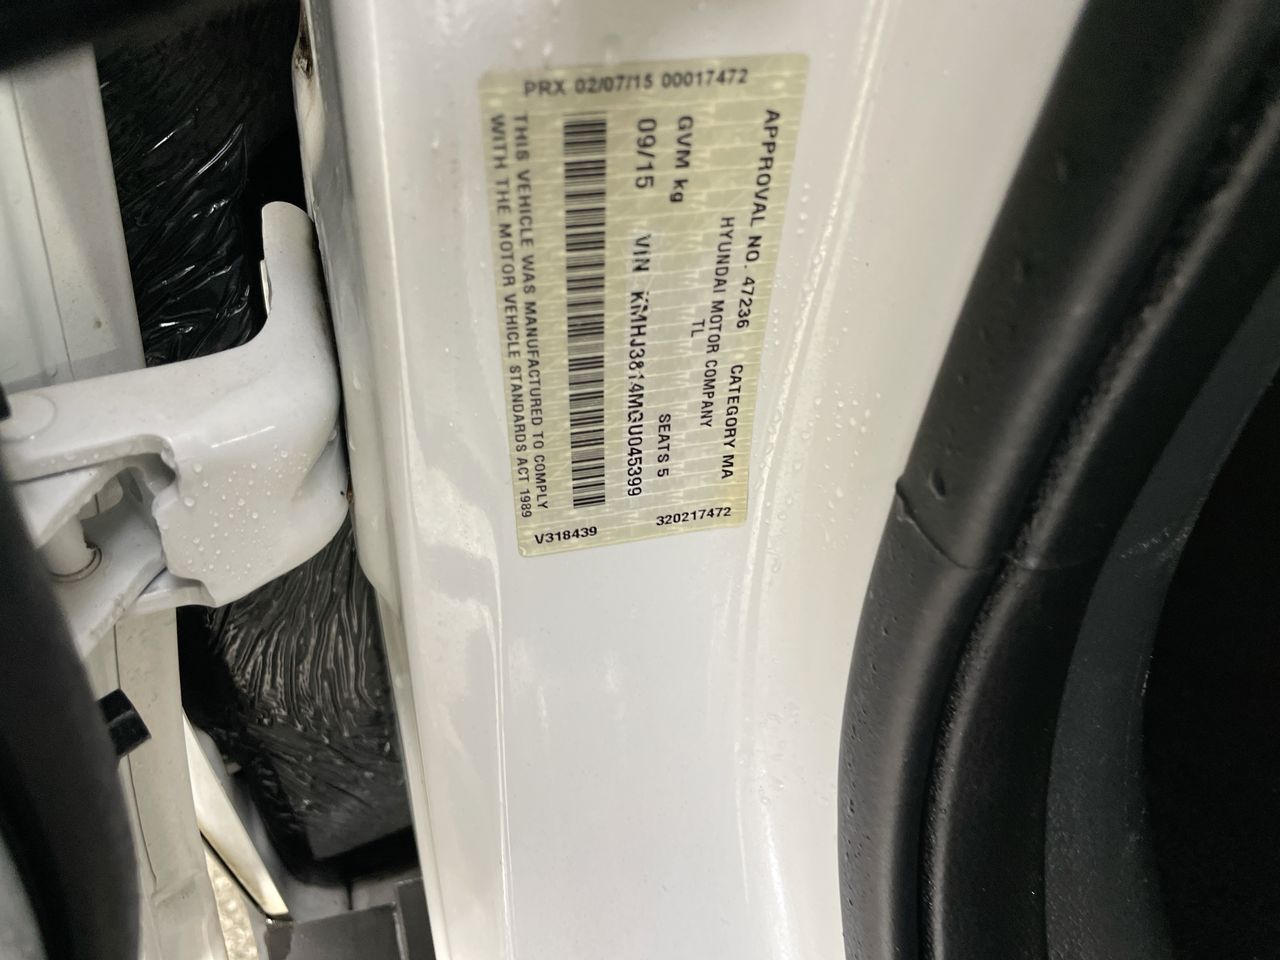 PRX 02/07/15 00017472
APPROVAL NO. 47236 CATEGORY MA
HYUNDAI MOTOR COMPANY
TL
GVM kg SEATS 5
09/15 VIN KMHJ3814MGU045399
THIS VEHICLE WAS MANUFACTURED TO COMPLY
WITH THE MOTOR VEHICLE STANDARDS ACT 1989
V318439 320217472